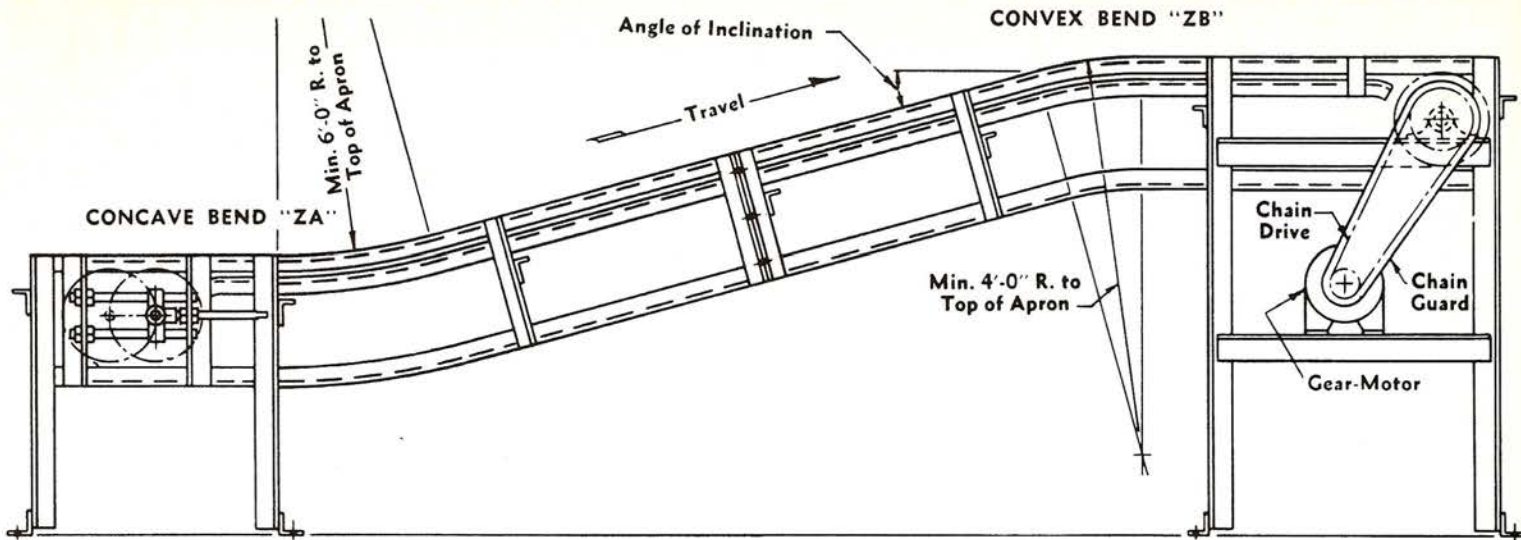 CONVEX BEND "ZB"
Angle of Inclination
Travel
Min. 6'-0" R. to
Top of Apron
CONCAVE BEND "ZA"
Chain
Drive
Min. 4'-0" R. to
Top of Apron
Chain
Guard
Gear-Motor